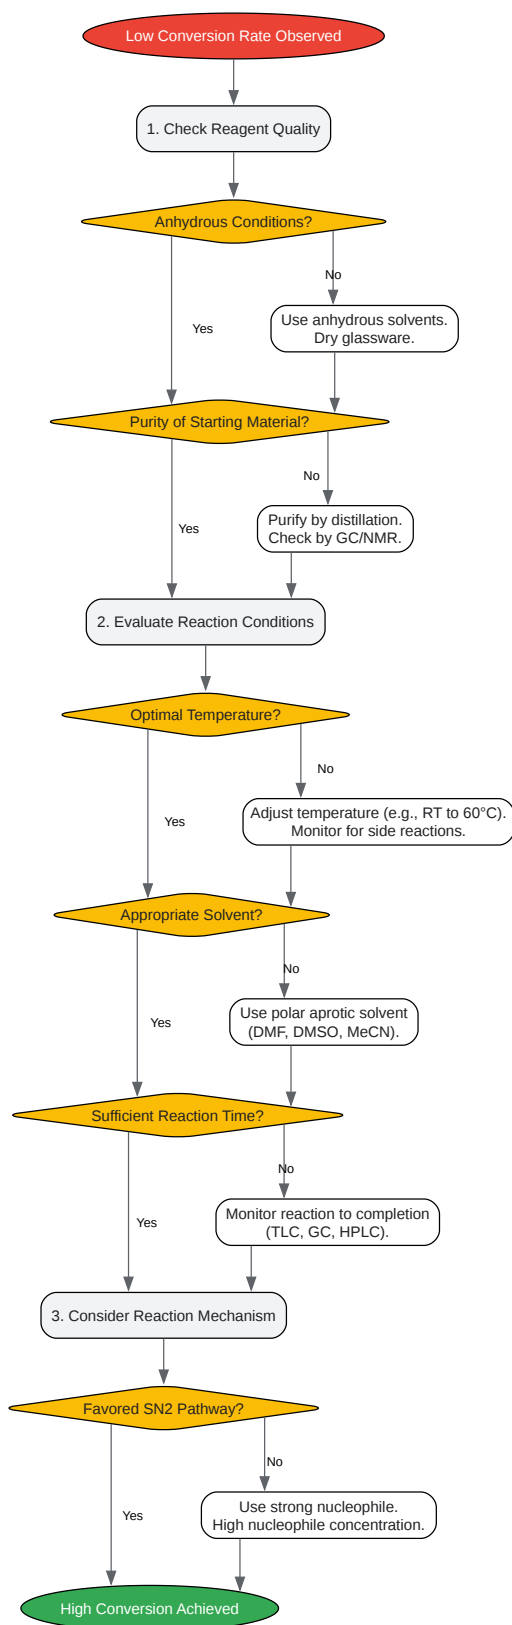 Low Conversion Rate Observed
1. Check Reagent Quality
Anhydrous Conditions?
No
Use anhydrous solvents.
Dry glassware.
Yes
Purity of Starting Material?
No
Purify by distillation.
Check by GC/NMR.
Yes
2. Evaluate Reaction Conditions
Optimal Temperature?
No
Adjust temperature (e.g., RT to 60°C).
Monitor for side reactions.
Yes
Appropriate Solvent?
No
Use polar aprotic solvent
(DMF, DMSO, MeCN).
Yes
Sufficient Reaction Time?
No
Monitor reaction to completion
(TLC, GC, HPLC).
Yes
3. Consider Reaction Mechanism
Favored SN2 Pathway?
No
Use strong nucleophile.
High nucleophile concentration.
Yes
High Conversion Achieved